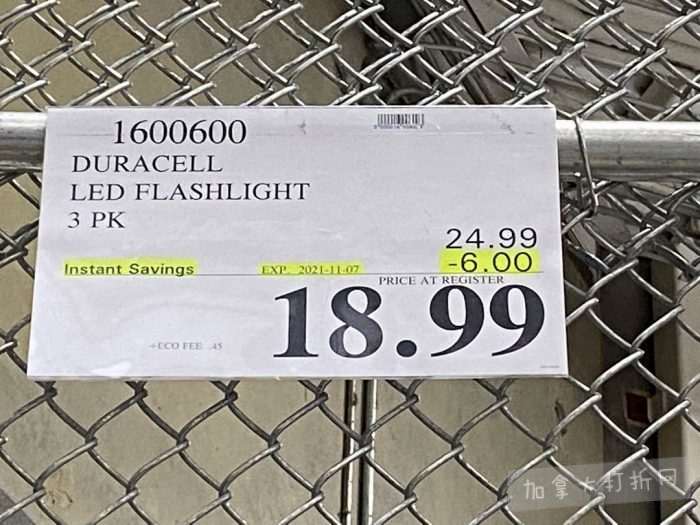 1600600
DURACELL
LED FLASHLIGHT
3 PK
24.99
Instant Savings EXP. 2021-11-07 -6.00
PRICE AT REGISTER
+ECO FEE .45 18.99
加拿大打折网